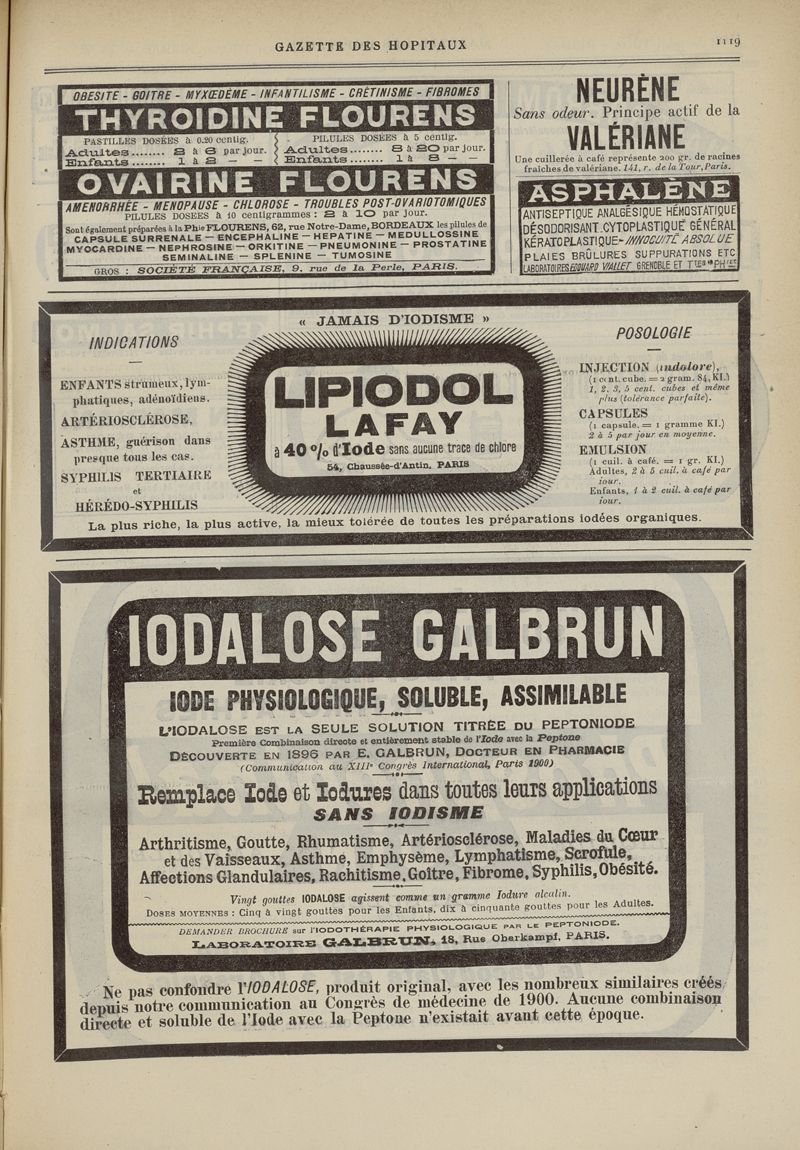 GAZETTE DES HOPITAUX
1119
OBESITE - GOITRE - MYXŒDEME - INFANTILISME - CRÉTINISME - FIBROMES
THYROIDINE FLOURENS
PASTILLES DOSÉES à 0.20 centig.
Adultes........ 2 à 6 par jour.
Enfants........ 1 à 2 — —
PILULES DOSÉES à 5 centig.
Adultes........ 8 à 20 par jour.
Enfants........ 1 à 8 — —
OVAIRINE FLOURENS
AMENORRHÉE - MENOPAUSE - CHLOROSE - TROUBLES POST-OVARIOTOMIQUES
PILULES DOSEES à 10 centigrammes : 2 à 10 par jour.
Sont également préparées à la Phie FLOURENS, 62, rue Notre-Dame, BORDEAUX les pilules de
CAPSULE SURRENALE — ENCEPHALINE — HEPATINE — MEDULLOSSINE
MYOCARDINE — NEPHROSINE — ORKITINE — PNEUMONINE — PROSTATINE
SEMINALINE — SPLENINE — TUMOSINE
GROS : SOCIÉTÉ FRANÇAISE, 9, rue de la Perle, PARIS.
NEURÈNE
Sans odeur. Principe actif de la
VALÉRIANE
Une cuillerée à café représente 200 gr. de racines
fraîches de valériane. 141, r. de la Tour, Paris.
ASPHALÈNE
ANTISEPTIQUE ANALGÉSIQUE HÉMOSTATIQUE
DÉSODORISANT CYTOPLASTIQUE GÉNÉRAL
KÉRATOPLASTIQUE-INNOCUITÉ ABSOLUE
PLAIES BRÛLURES SUPPURATIONS ETC
LABORATOIRES EDOUARD VIALLET GRENOBLE ET Ttes PHies
« JAMAIS D'IODISME »
INDICATIONS
ENFANTS strumeux, lym-
phatiques, adénoïdiens.
ARTÉRIOSCLÉROSE,
ASTHME, guérison dans
presque tous les cas.
SYPHILIS TERTIAIRE
et
HÉRÉDO-SYPHILIS
LIPIODOL
LAFAY
à 40 % d'Iode sans aucune trace de chlore
54, Chaussée-d'Antin, PARIS
POSOLOGIE
INJECTION (indolore),
(1 cent. cube. = 2 gram. 84, KI.)
1, 2, 3, 5 cent. cubes et même
plus (tolérance parfaite).
CAPSULES
(1 capsule. = 1 gramme KI.)
2 à 5 par jour en moyenne.
EMULSION
(1 cuil. à café. = 1 gr. KI.)
Adultes, 2 à 5 cuil. à café par
jour.
Enfants, 1 à 2 cuil. à café par
jour.
La plus riche, la plus active, la mieux tolérée de toutes les préparations iodées organiques.
IODALOSE GALBRUN
IODE PHYSIOLOGIQUE, SOLUBLE, ASSIMILABLE
L'IODALOSE EST LA SEULE SOLUTION TITRÉE DU PEPTONIODE
Première Combinaison directe et entièrement stable de l'Iode avec la Peptone
DÉCOUVERTE EN 1896 PAR E. GALBRUN, DOCTEUR EN PHARMACIE
(Communication au XIIIe Congrès International, Paris 1900)
Remplace Iode et Iodures dans toutes leurs applications
SANS IODISME
Arthritisme, Goutte, Rhumatisme, Artériosclérose, Maladies du Cœur
et des Vaisseaux, Asthme, Emphysème, Lymphatisme, Scrofule,
Affections Glandulaires, Rachitisme, Goître, Fibrome, Syphilis, Obésité.
Vingt gouttes IODALOSE agissent comme un gramme Iodure alcalin.
DOSES MOYENNES : Cinq à vingt gouttes pour les Enfants, dix à cinquante gouttes pour les Adultes.
DEMANDER BROCHURE sur l'IODOTHÉRAPIE PHYSIOLOGIQUE PAR LE PEPTONIODE.
LABORATOIRE GALBRUN, 18, Rue Oberkampf, PARIS.
Ne pas confondre l'IODALOSE, produit original, avec les nombreux similaires créés
depuis notre communication au Congrès de médecine de 1900. Aucune combinaison
directe et soluble de l'Iode avec la Peptone n'existait avant cette époque.